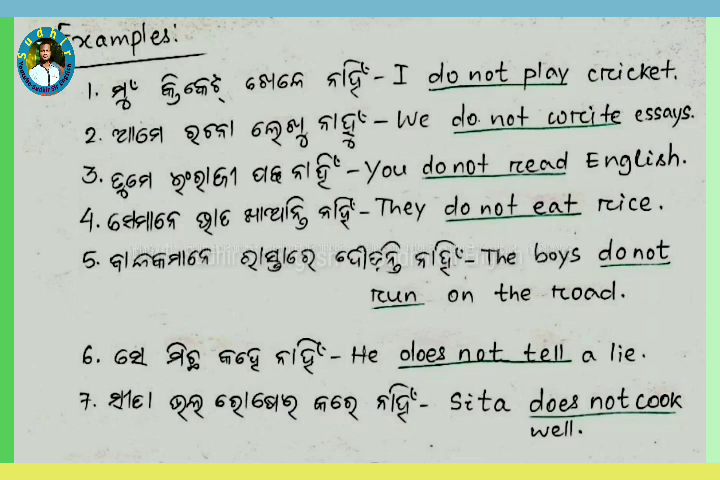 Sudhir
Examples:
1. ମୁଁ କ୍ରିକେଟ୍ ଖେଳେ ନାହିଁ - I do not play cricket.
2. ଆମେ ରଚନା ଲେଖୁ ନାହୁଁ - We do not write essays.
3. ତୁମେ ଇଂରାଜୀ ପଢ ନାହିଁ - You do not read English.
4. ସେମାନେ ଭାତ ଖାଆନ୍ତି ନାହିଁ - They do not eat rice.
5. ବାଳକମାନେ ରାସ୍ତାରେ ଦୌଡ଼ନ୍ତି ନାହିଁ - The boys do not
run on the road.
6. ସେ ମିଛ କହେ ନାହିଁ - He does not tell a lie.
7. ସୀତା ଭଲ ରୋଷେଇ କରେ ନାହିଁ - Sita does not cook
well.